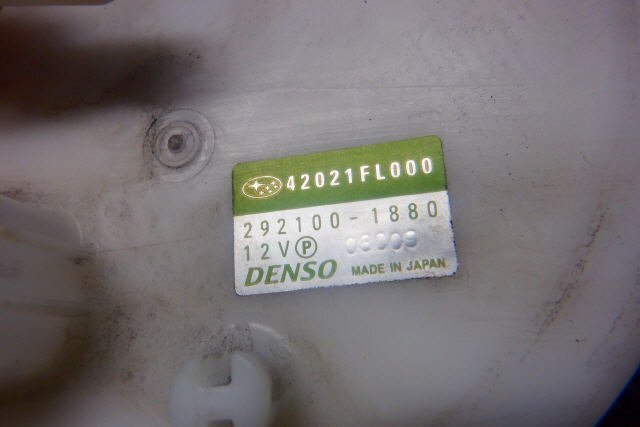 42021FL000
292100-1880
12V Ⓟ
DENSO MADE IN JAPAN